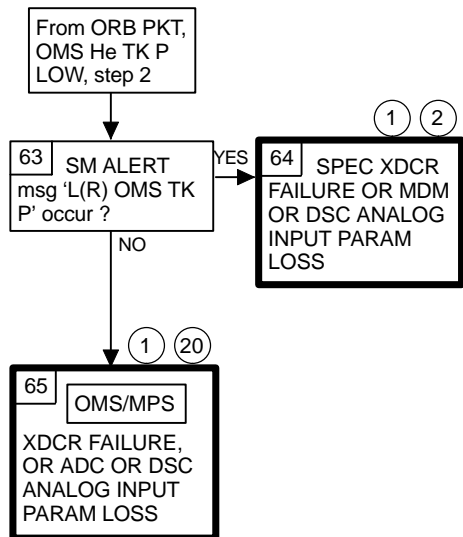 From ORB PKT,
OMS He TK P
LOW, step 2
63
SM ALERT
msg 'L(R) OMS TK
P' occur ?
YES
NO
1 2
64
SPEC XDCR
FAILURE OR MDM
OR DSC ANALOG
INPUT PARAM
LOSS
1 20
65
OMS/MPS
XDCR FAILURE,
OR ADC OR DSC
ANALOG INPUT
PARAM LOSS